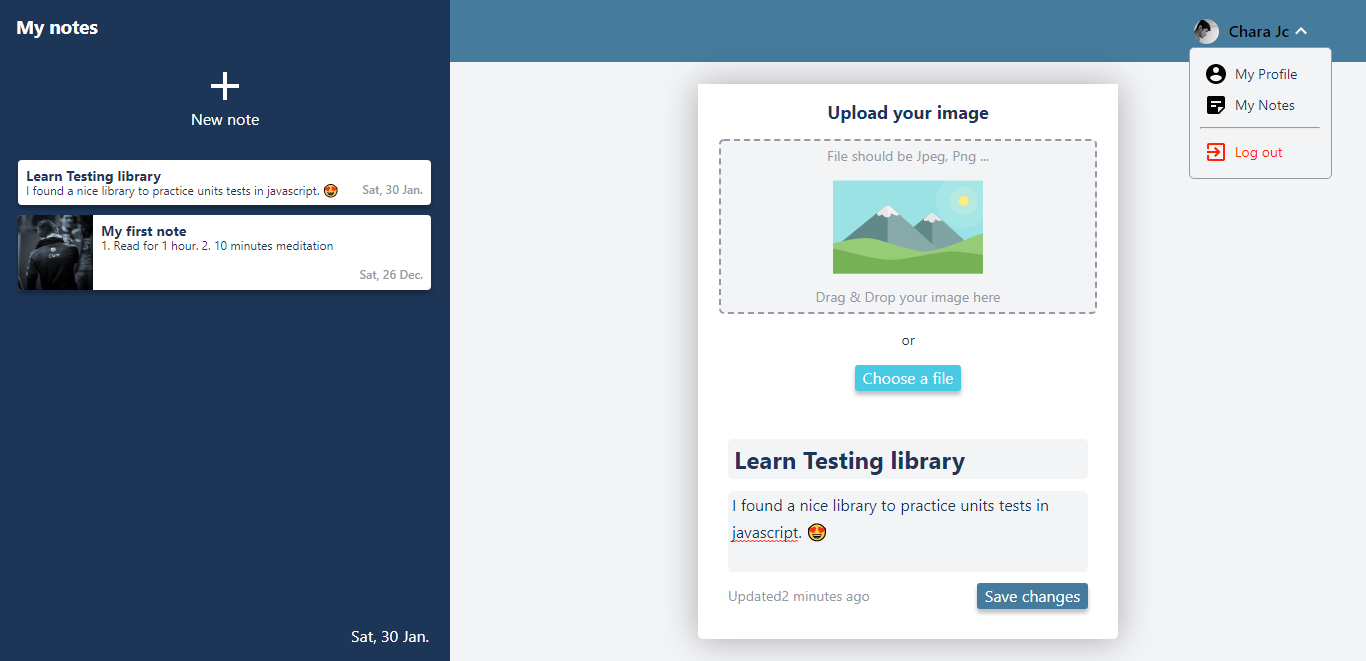 My notes
New note
Learn Testing library
I found a nice library to practice units tests in javascript. 🤩
Sat, 30 Jan.
My first note
1. Read for 1 hour. 2. 10 minutes meditation
Sat, 26 Dec.
Sat, 30 Jan.
Chara Jc
My Profile
My Notes
Log out
Upload your image
File should be Jpeg, Png ...
Drag & Drop your image here
or
Choose a file
Learn Testing library
I found a nice library to practice units tests in
javascript. 🤩
Updated2 minutes ago
Save changes